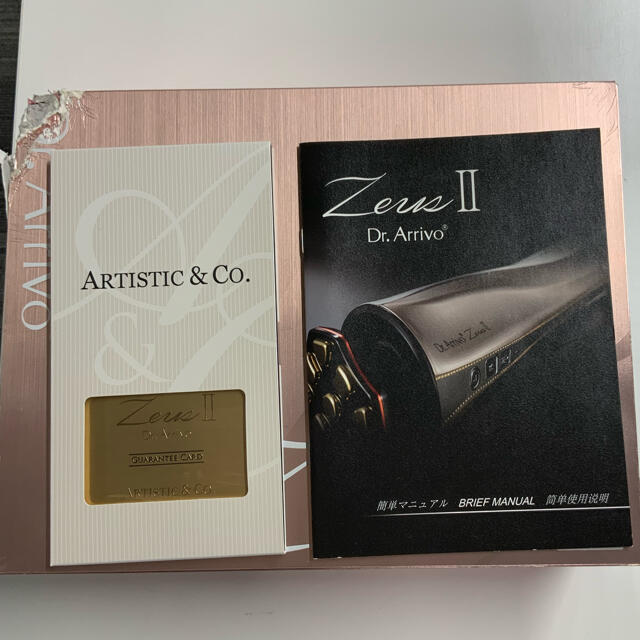 Dr. Arrivo
ARTISTIC & CO.
Zeus II
Dr. Arrivo
GUARANTEE CARD
ARTISTIC & CO.
Zeus II
Dr. Arrivo®
Dr. Arrivo Zeus II
簡単マニュアル BRIEF MANUAL 简单使用说明